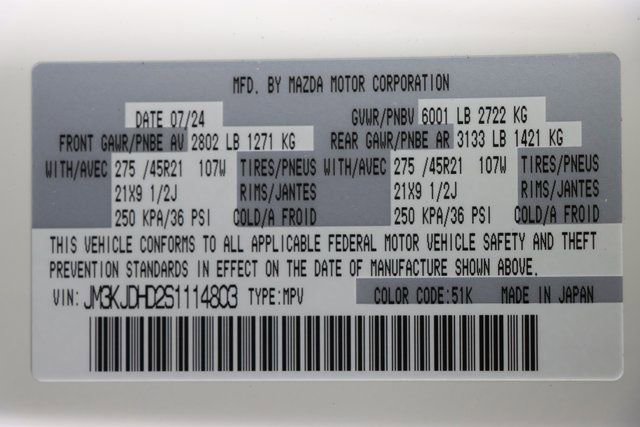 MFD. BY MAZDA MOTOR CORPORATION
DATE 07/24 GVWR/PNBV 6001 LB 2722 KG
FRONT GAWR/PNBE AV 2802 LB 1271 KG REAR GAWR/PNBE AR 3133 LB 1421 KG
WITH/AVEC 275 /45R21 107W TIRES/PNEUS WITH/AVEC 275 /45R21 107W TIRES/PNEUS
21X9 1/2J RIMS/JANTES 21X9 1/2J RIMS/JANTES
250 KPA/36 PSI COLD/A FROID 250 KPA/36 PSI COLD/A FROID
THIS VEHICLE CONFORMS TO ALL APPLICABLE FEDERAL MOTOR VEHICLE SAFETY AND THEFT
PREVENTION STANDARDS IN EFFECT ON THE DATE OF MANUFACTURE SHOWN ABOVE.
VIN: JM3KJDHD2S1114803 TYPE:MPV COLOR CODE:51K MADE IN JAPAN